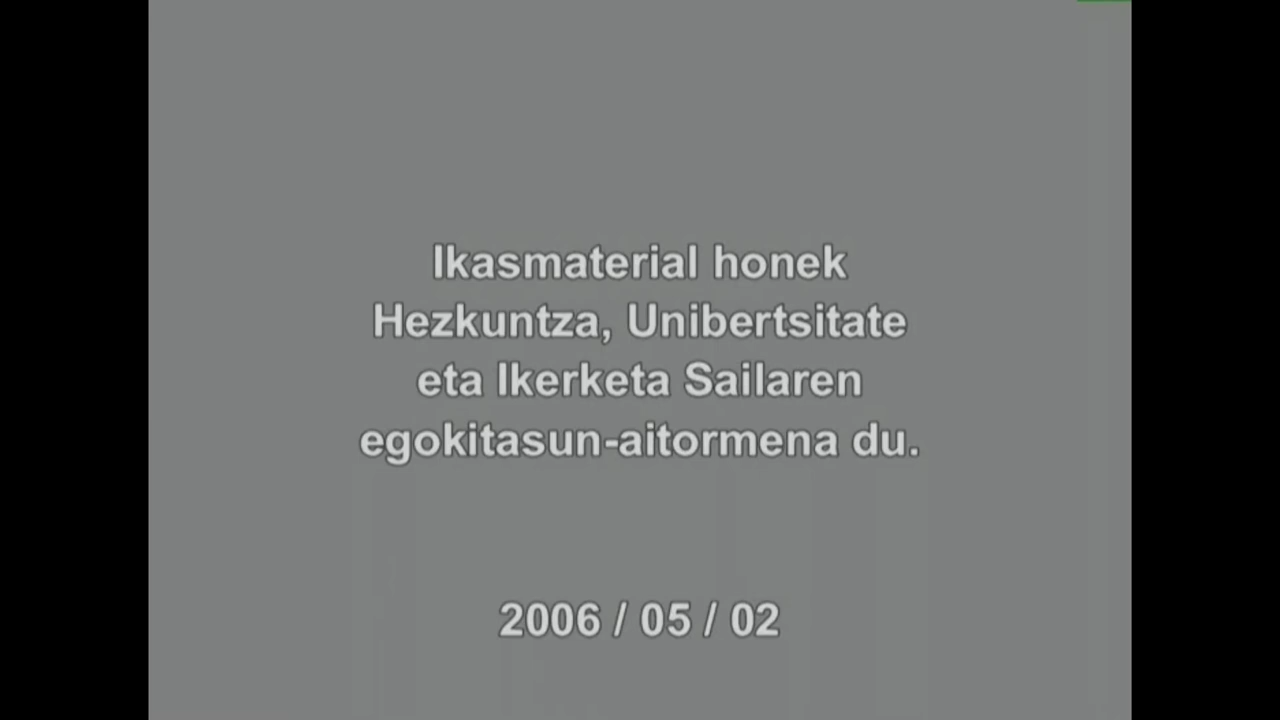 Ikasmaterial honek
Hezkuntza, Unibertsitate
eta Ikerketa Sailaren
egokitasun-aitormena du.
2006 / 05 / 02